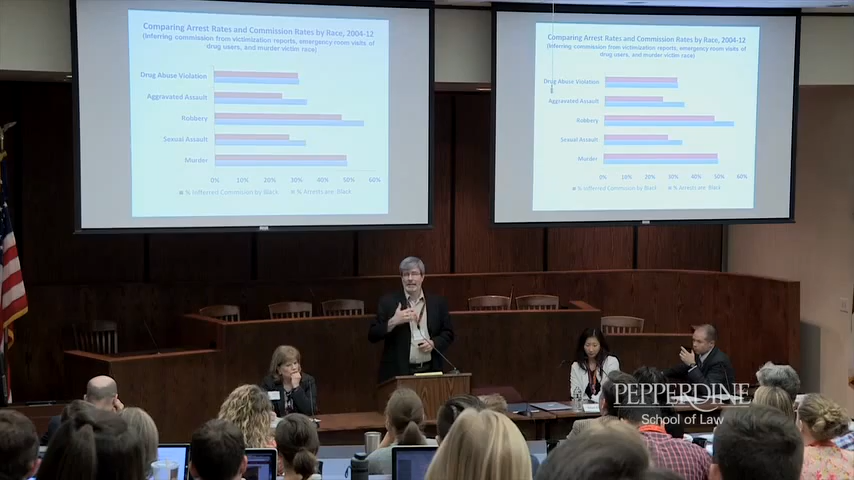 Comparing Arrest Rates and Commission Rates by Race, 2004-12
(Inferring commission from victimization reports, emergency room visits of
drug users, and murder victim race)
Drug Abuse Violation
Aggravated Assault
Robbery
Sexual Assault
Murder
0% 10% 20% 30% 40% 50% 60%
% Inferred Commission by Black % Arrests are Black
Comparing Arrest Rates and Commission Rates by Race, 2004-12
(Inferring commission from victimization reports, emergency room visits of
drug users, and murder victim race)
Drug Abuse Violation
Aggravated Assault
Robbery
Sexual Assault
Murder
0% 10% 20% 30% 40% 50% 60%
% Inferred Commission by Black % Arrests are Black
PEPPERDINE
School of Law